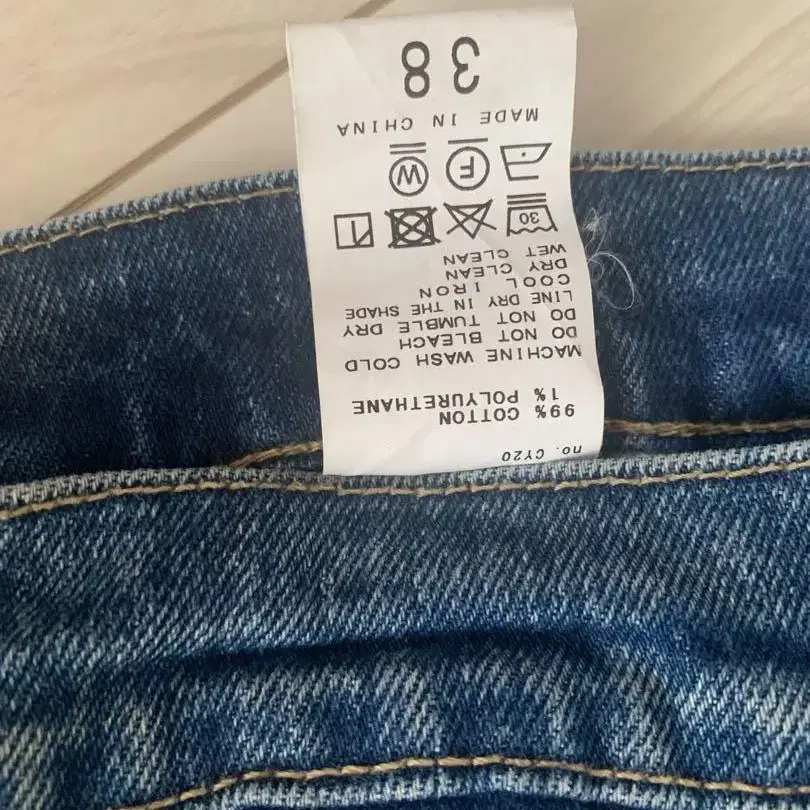 no. CY20
99% COTTON
1% POLYURETHANE
MACHINE WASH COLD
DO NOT BLEACH
DO NOT TUMBLE DRY
LINE DRY IN THE SHADE
COOL IRON
DRY CLEAN
WET CLEAN
30
F W
MADE IN CHINA
38